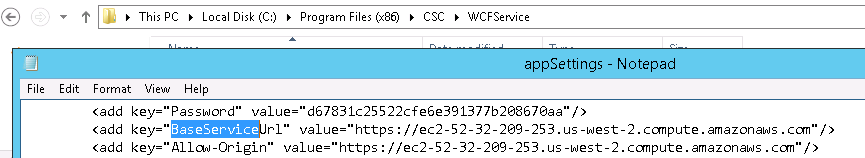 This PC ▸ Local Disk (C:) ▸ Program Files (x86) ▸ CSC ▸ WCFService
Name Date modified Type Size
appSettings - Notepad
File Edit Format View Help
<add key="Password" value="d67831c25522cfe6e391377b208670aa"/>
<add key="BaseServiceUrl" value="https://ec2-52-32-209-253.us-west-2.compute.amazonaws.com"/>
<add key="Allow-Origin" value="https://ec2-52-32-209-253.us-west-2.compute.amazonaws.com"/>